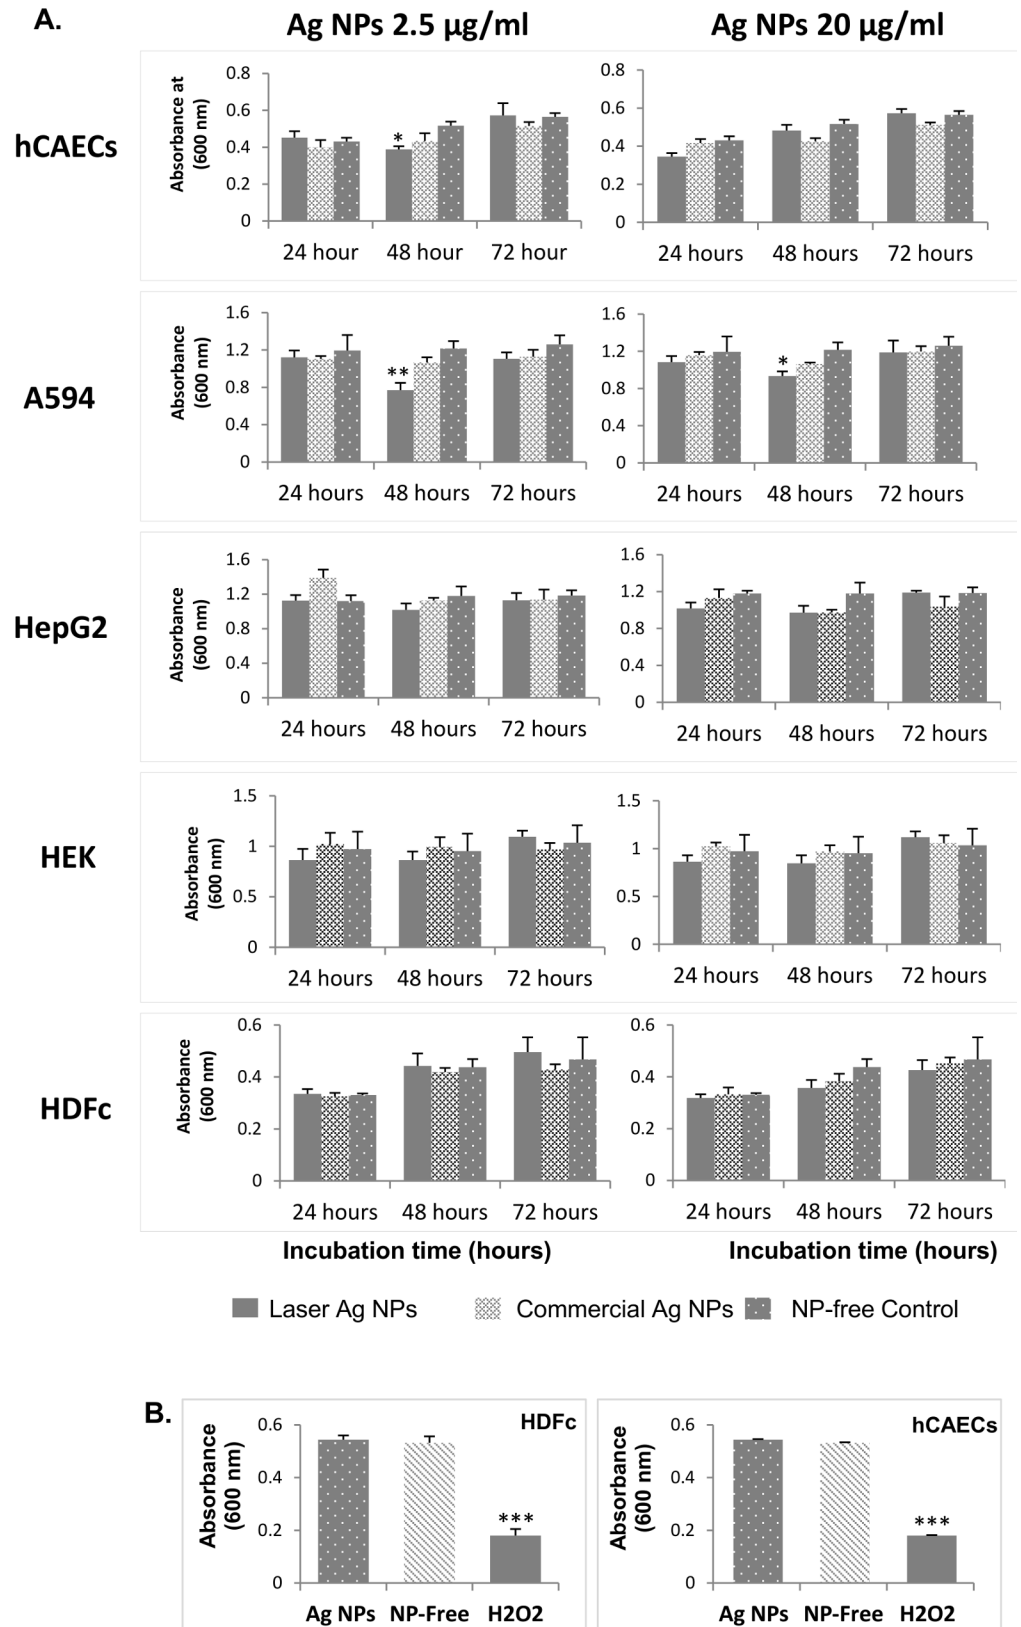 A.
Ag NPs 2.5 µg/ml
Ag NPs 20 µg/ml
hCAECs
Absorbance at
(600 nm)
0.8
0.6
0.4
0.2
0
*
24 hour
48 hour
72 hour
0.8
0.6
0.4
0.2
0
24 hours
48 hours
72 hours
A594
Absorbance
(600 nm)
1.6
1.2
0.8
0.4
0
**
24 hours
48 hours
72 hours
1.6
1.2
0.8
0.4
0
*
24 hours
48 hours
72 hours
HepG2
Absorbance
(600 nm)
1.6
1.2
0.8
0.4
0
24 hours
48 hours
72 hours
1.6
1.2
0.8
0.4
0
24 hours
48 hours
72 hours
HEK
Absorbance
(600 nm)
1.5
1
0.5
0
24 hours
48 hours
72 hours
1.5
1
0.5
0
24 hours
48 hours
72 hours
HDFc
Absorbance
(600 nm)
0.6
0.4
0.2
0
24 hours
48 hours
72 hours
0.6
0.4
0.2
0
24 hours
48 hours
72 hours
Incubation time (hours)
Incubation time (hours)
Laser Ag NPs
Commercial Ag NPs
NP-free Control
B.
HDFc
Absorbance
(600 nm)
0.6
0.4
0.2
0
***
Ag NPs
NP-Free
H2O2
hCAECs
Absorbance
(600 nm)
0.6
0.4
0.2
0
***
Ag NPs
NP-Free
H2O2